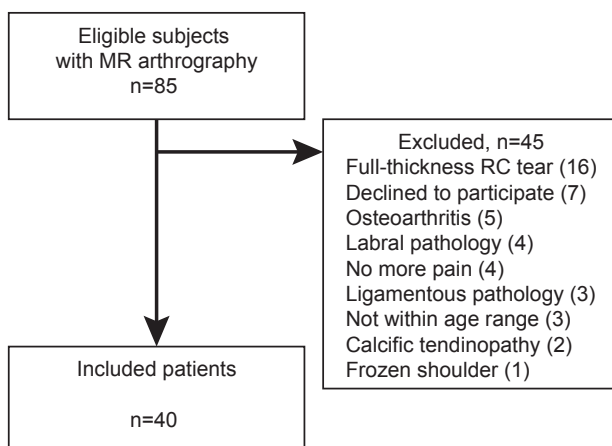 Eligible subjects
with MR arthrography
n=85
Excluded, n=45
Full-thickness RC tear (16)
Declined to participate (7)
Osteoarthritis (5)
Labral pathology (4)
No more pain (4)
Ligamentous pathology (3)
Not within age range (3)
Calcific tendinopathy (2)
Frozen shoulder (1)
Included patients
n=40